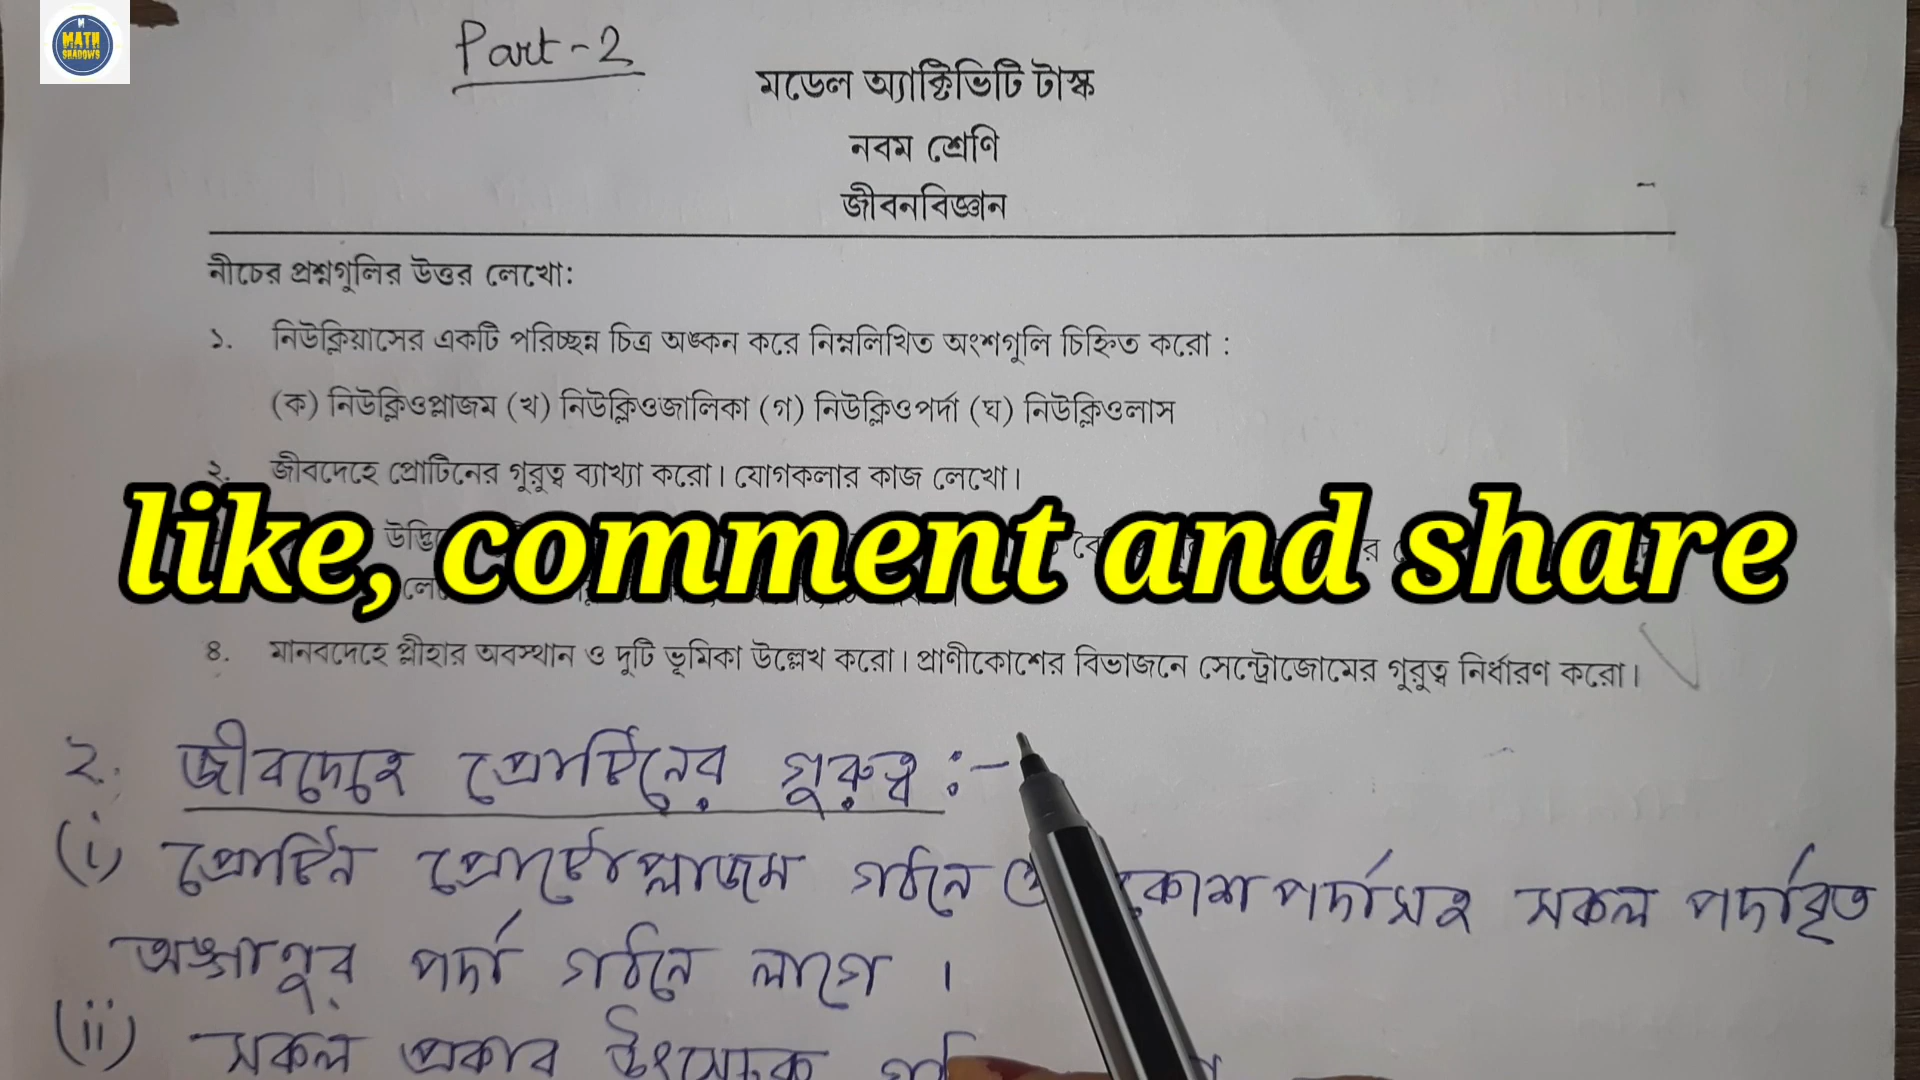 M
MATH
SHADOWS
Part-2
মডেল অ্যাক্টিভিটি টাস্ক
নবম শ্রেণি
জীবনবিজ্ঞান
নীচের প্রশ্নগুলির উত্তর লেখো:
১. নিউক্লিয়াসের একটি পরিচ্ছন্ন চিত্র অঙ্কন করে নিম্নলিখিত অংশগুলি চিহ্নিত করো :
(ক) নিউক্লিওপ্লাজম (খ) নিউক্লিওজালিকা (গ) নিউক্লিওপর্দা (ঘ) নিউক্লিওলাস
২. জীবদেহে প্রোটিনের গুরুত্ব ব্যাখ্যা করো। যোগকলার কাজ লেখো।
like, comment and share
৪. মানবদেহে প্লীহার অবস্থান ও দুটি ভূমিকা উল্লেখ করো। প্রাণীকোশের বিভাজনে সেন্ট্রোজোমের গুরুত্ব নির্ধারণ করো।
২. জীবদেহে প্রোটিনের গুরুত্ব :-
(i) প্রোটিন প্রোটোপ্লাজম গঠনে ও কোশপর্দাসহ সকল পর্দাবৃত
অঙ্গাণুর পর্দা গঠনে লাগে ।
(ii) সকল প্রকার উৎসেচক